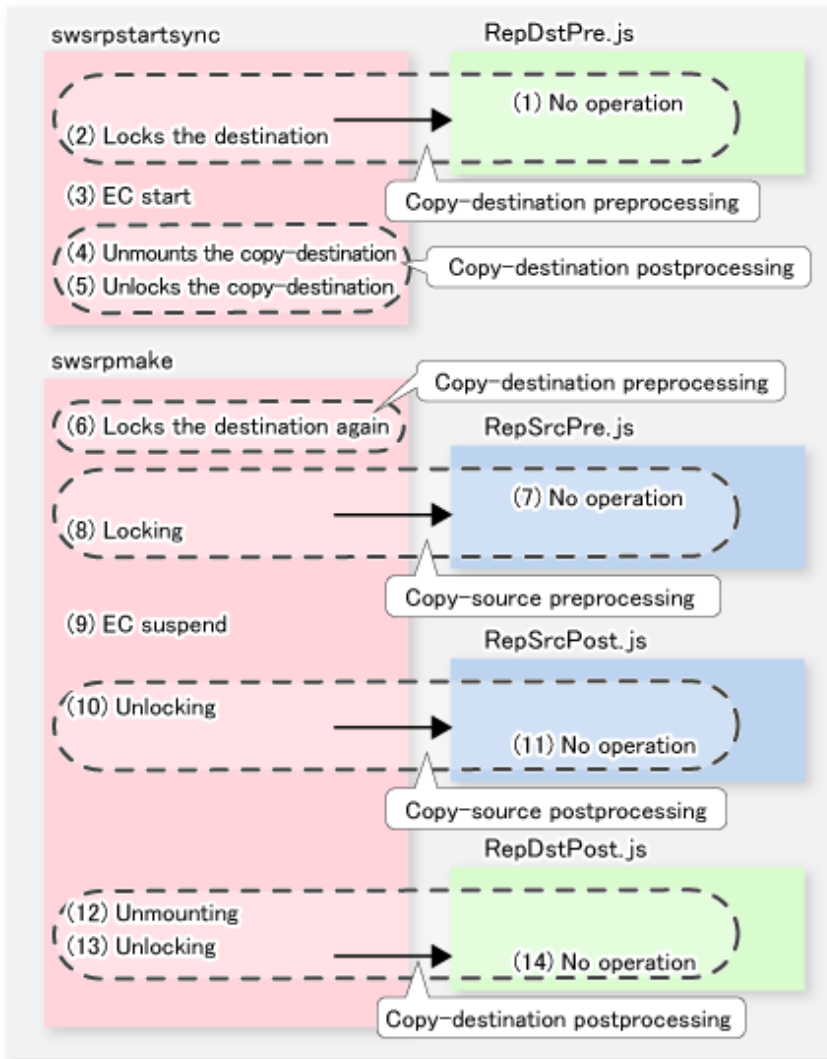 swsrpstartsync
RepDstPre.js
(1) No operation
(2) Locks the destination
(3) EC start
Copy-destination preprocessing
(4) Unmounts the copy-destination
(5) Unlocks the copy-destination
Copy-destination postprocessing
swsrpmake
Copy-destination preprocessing
(6) Locks the destination again
RepSrcPre.js
(7) No operation
(8) Locking
Copy-source preprocessing
(9) EC suspend
RepSrcPost.js
(10) Unlocking
(11) No operation
Copy-source postprocessing
RepDstPost.js
(12) Unmounting
(13) Unlocking
(14) No operation
Copy-destination postprocessing